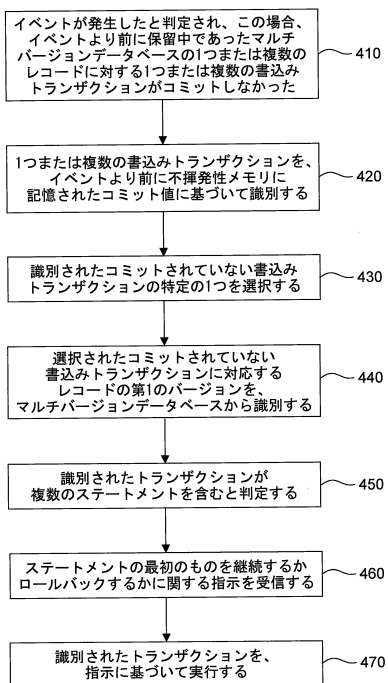 イベントが発生したと判定され、この場合、
イベントより前に保留中であったマルチ
バージョンデータベースの1つまたは複数の
レコードに対する1つまたは複数の書込み
トランザクションがコミットしなかった
410
1つまたは複数の書込みトランザクションを、
イベントより前に不揮発性メモリに
記憶されたコミット値に基づいて識別する
420
識別されたコミットされていない書込み
トランザクションの特定の1つを選択する
430
選択されたコミットされていない
書込みトランザクションに対応する
レコードの第1のバージョンを、
マルチバージョンデータベースから識別する
440
識別されたトランザクションが
複数のステートメントを含むと判定する
450
ステートメントの最初のものを継続するか
ロールバックするかに関する指示を受信する
460
識別されたトランザクションを、
指示に基づいて実行する
470